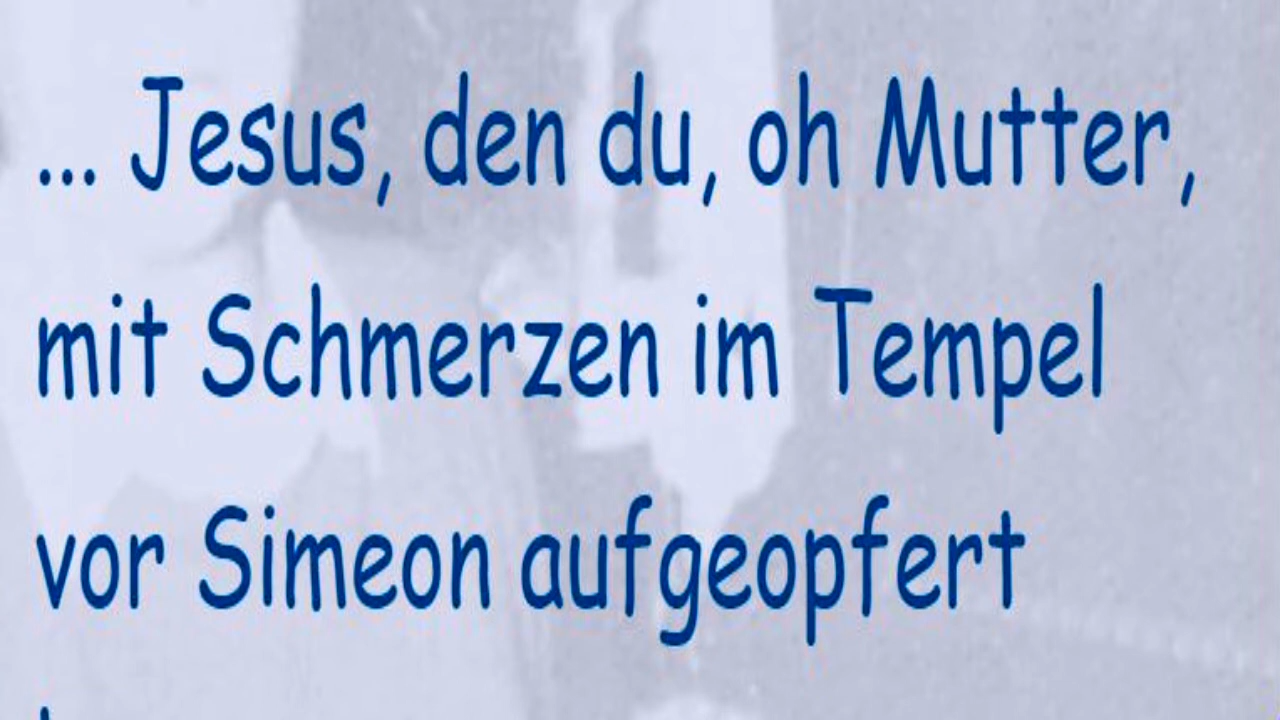 ... Jesus, den du, oh Mutter,
mit Schmerzen im Tempel
vor Simeon aufgeopfert